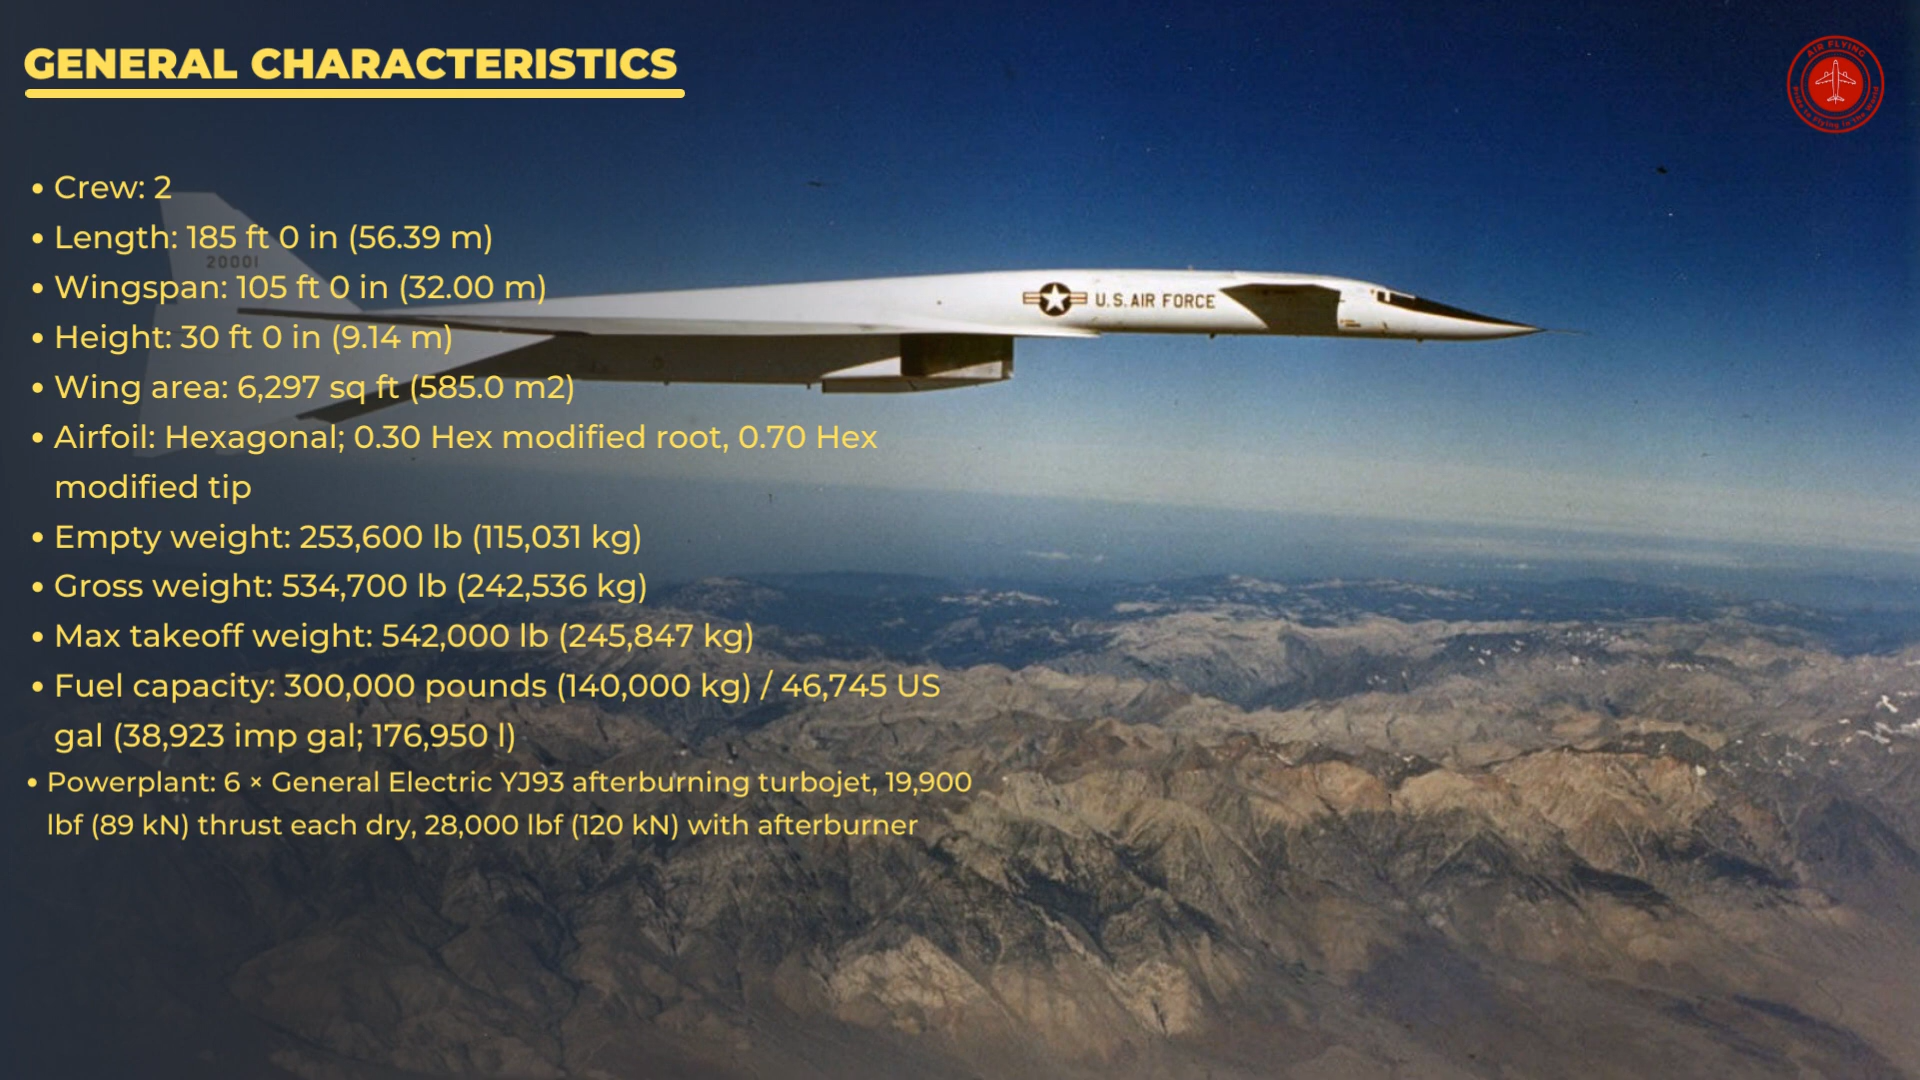 GENERAL CHARACTERISTICS
AIR FLYING
• Crew: 2
• Length: 185 ft 0 in (56.39 m)
20001
• Wingspan: 105 ft 0 in (32.00 m)
U.S. AIR FORCE
• Height: 30 ft 0 in (9.14 m)
• Wing area: 6,297 sq ft (585.0 m2)
• Airfoil: Hexagonal; 0.30 Hex modified root, 0.70 Hex
modified tip
• Empty weight: 253,600 lb (115,031 kg)
• Gross weight: 534,700 lb (242,536 kg)
• Max takeoff weight: 542,000 lb (245,847 kg)
• Fuel capacity: 300,000 pounds (140,000 kg) / 46,745 US
gal (38,923 imp gal; 176,950 l)
• Powerplant: 6 × General Electric YJ93 afterburning turbojet, 19,900
lbf (89 kN) thrust each dry, 28,000 lbf (120 kN) with afterburner